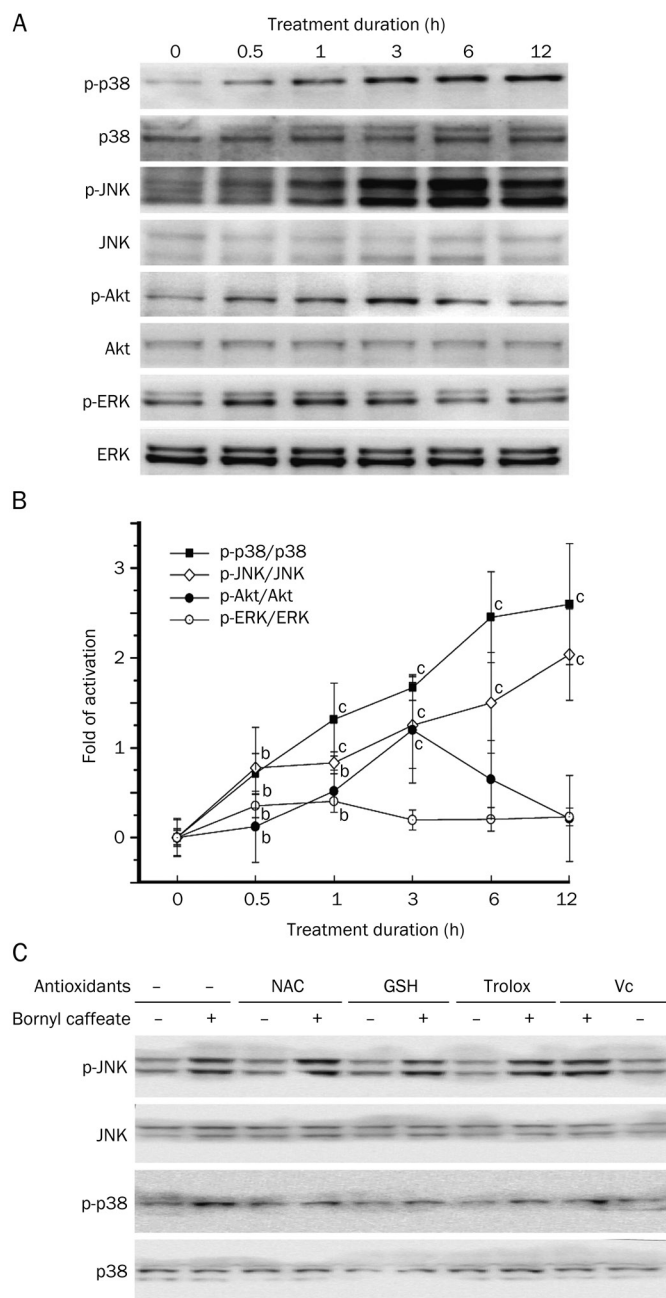 A
Treatment duration (h)
0 0.5 1 3 6 12
p-p38
p38
p-JNK
JNK
p-Akt
Akt
p-ERK
ERK
B
p-p38/p38
p-JNK/JNK
p-Akt/Akt
p-ERK/ERK
Fold of activation
3
2
1
0
c c
c c
c
b c c c
b b c
b
b b
0 0.5 1 3 6 12
Treatment duration (h)
C
Antioxidants – – NAC GSH Trolox Vc
Bornyl caffeate – + – + – + – + + –
p-JNK
JNK
p-p38
p38